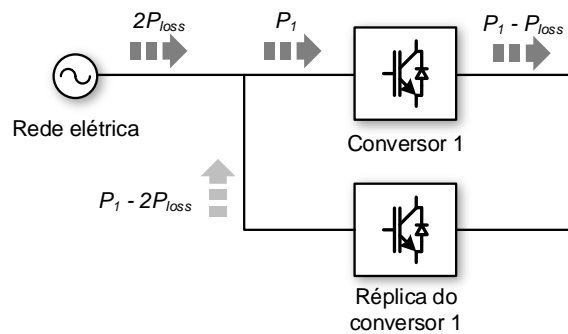 2Ploss
P1
P1 - Ploss
Rede elétrica
Conversor 1
P1 - 2Ploss
Réplica do
conversor 1